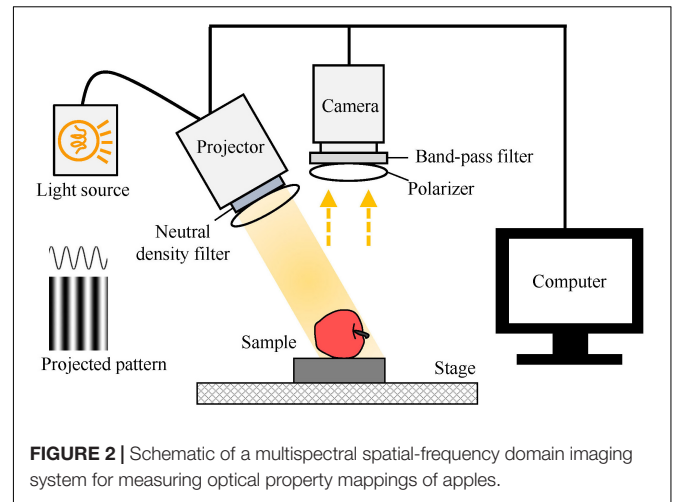 Camera
Projector
Band-pass filter
Polarizer
Light source
Neutral
density filter
Computer
Sample
Projected pattern
Stage
FIGURE 2 | Schematic of a multispectral spatial-frequency domain imaging
system for measuring optical property mappings of apples.